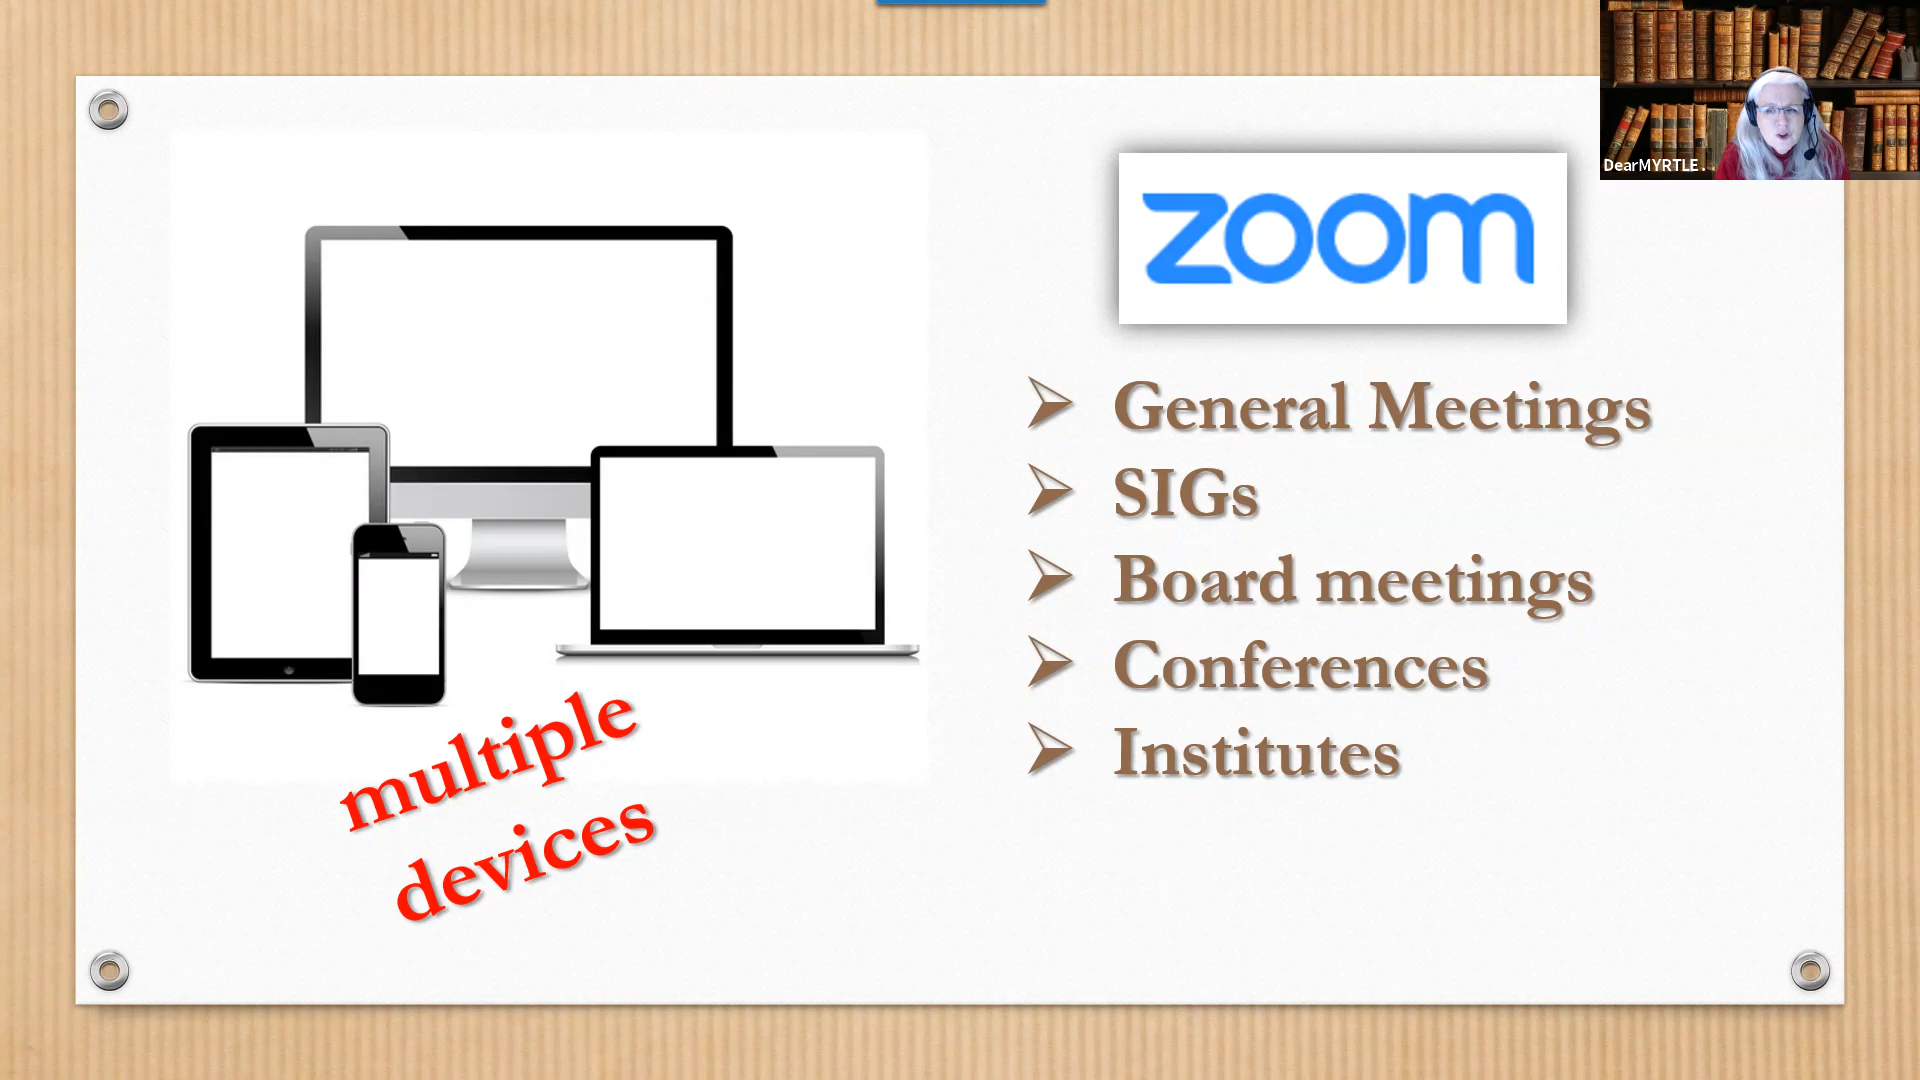 DearMYRTLE .
zoom
General Meetings
SIGs
Board meetings
Conferences
Institutes
multiple
devices